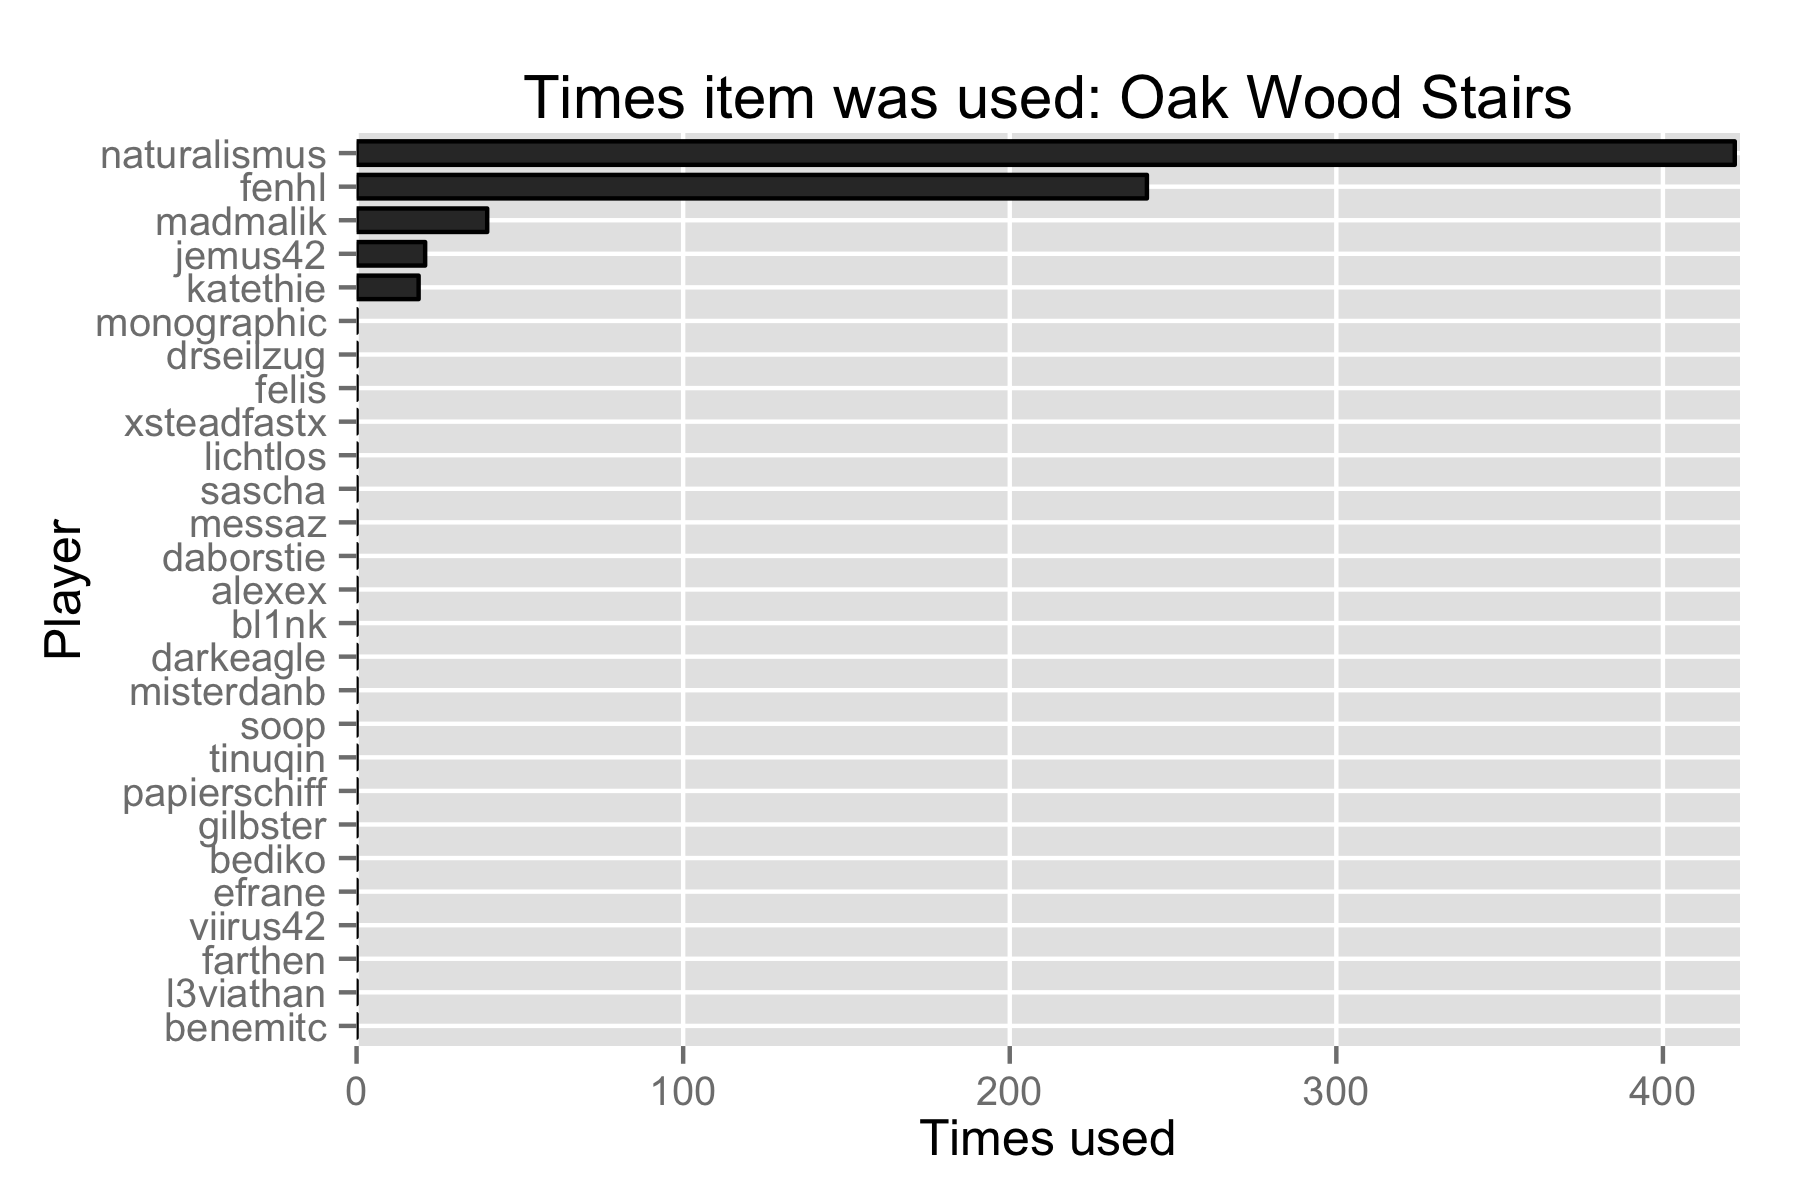 Times item was used: Oak Wood Stairs
naturalismus
fenhl
madmalik
jemus42
katethie
monographic
drseilzug
felis
xsteadfastx
lichtlos
sascha
messaz
daborstie
alexex
bl1nk
darkeagle
misterdanb
soop
tinuqin
papierschiff
gilbster
bediko
efrane
viirus42
farthen
l3viathan
benemitc
Player
0 100 200 300 400
Times used